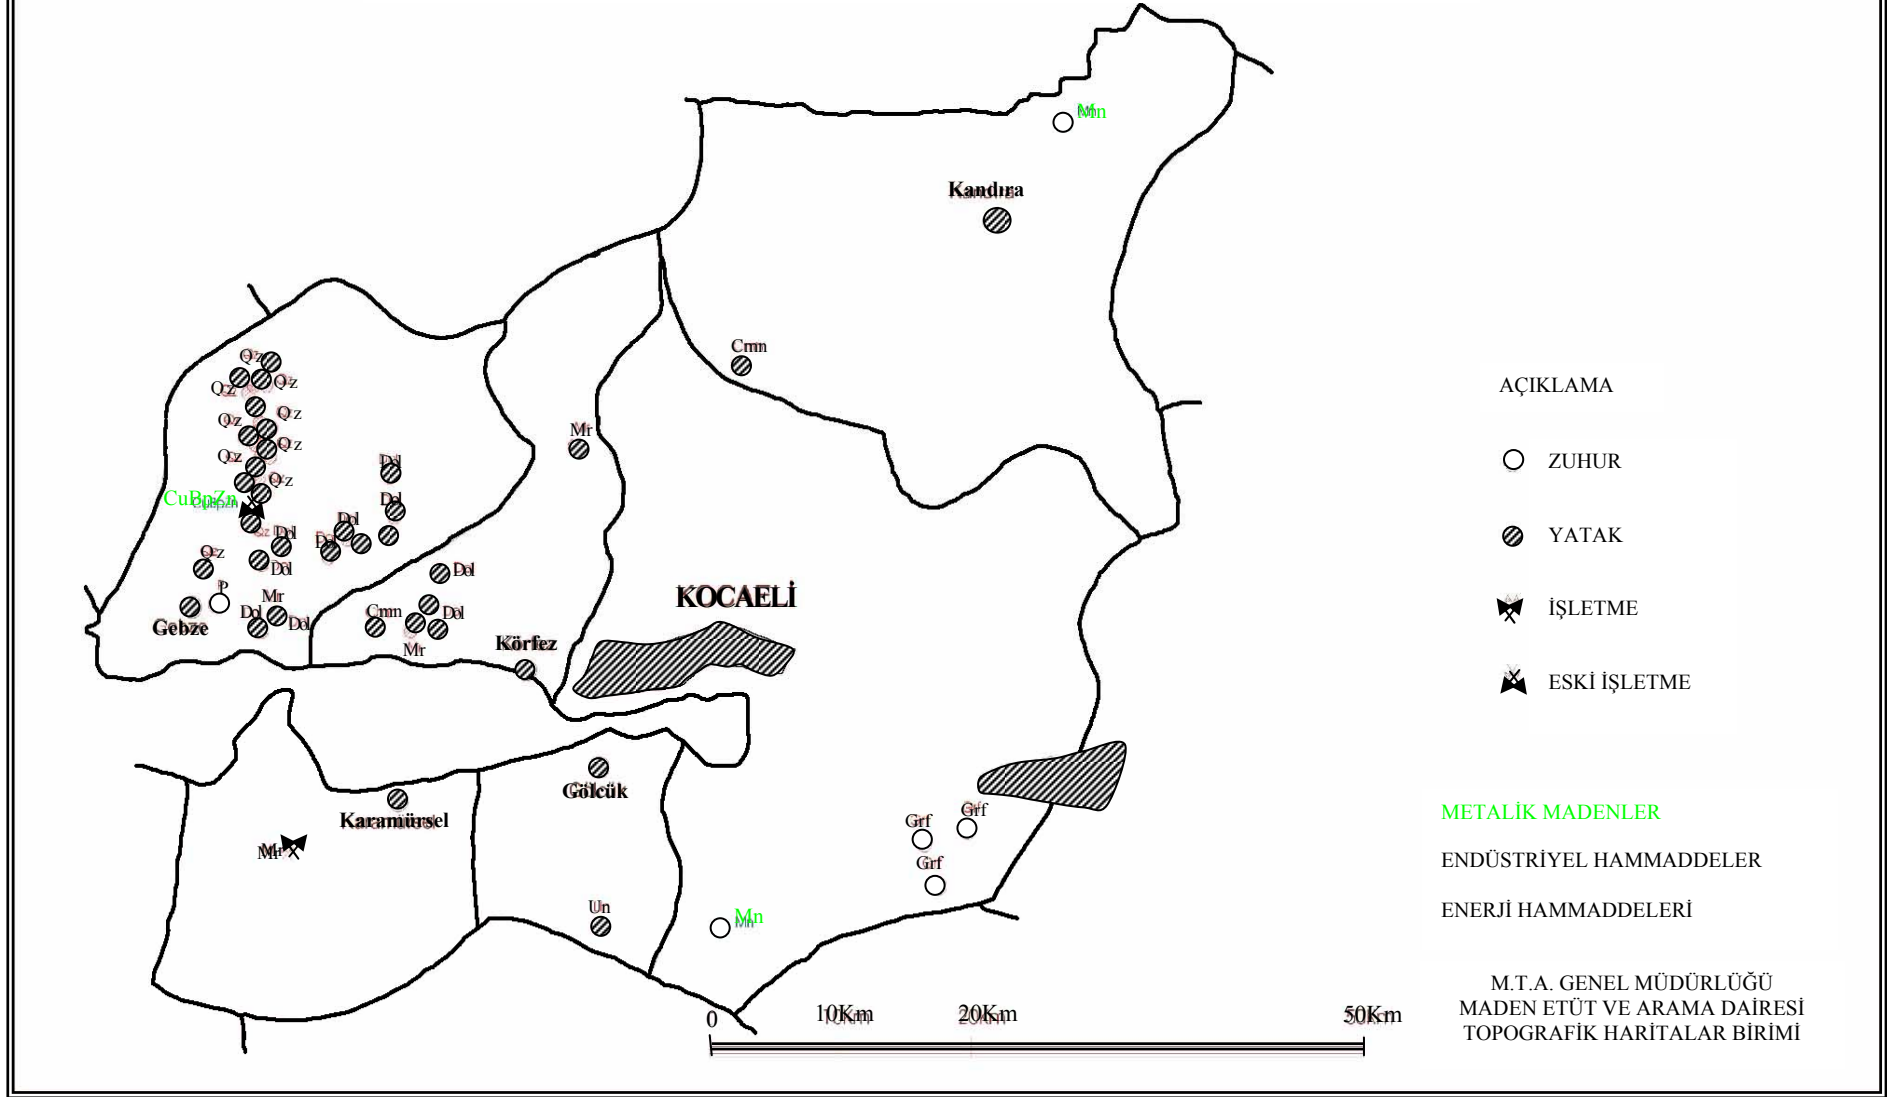 Mn
Kandıra
Cmn
Qz
Qz
Qz
Qz
Qz
Qz
Qz
Qz
CuBpZn
Qz
Mr
Dol
Dol
Dol
Dol
Dol
Dol
Qz
P
Mr
Dol
Dol
Gebze
Dol
Cmn
Dol
Mr
Körfez
KOCAELİ
Gölcük
Karamürsel
Mr
Un
Grf
Grf
Grf
Mn
0 10Km 20Km 50Km
AÇIKLAMA
ZUHUR
YATAK
İŞLETME
ESKİ İŞLETME
METALİK MADENLER
ENDÜSTRİYEL HAMMADDELER
ENERJİ HAMMADDELERİ
M.T.A. GENEL MÜDÜRLÜĞÜ
MADEN ETÜT VE ARAMA DAİRESİ
TOPOGRAFİK HARİTALAR BİRİMİ